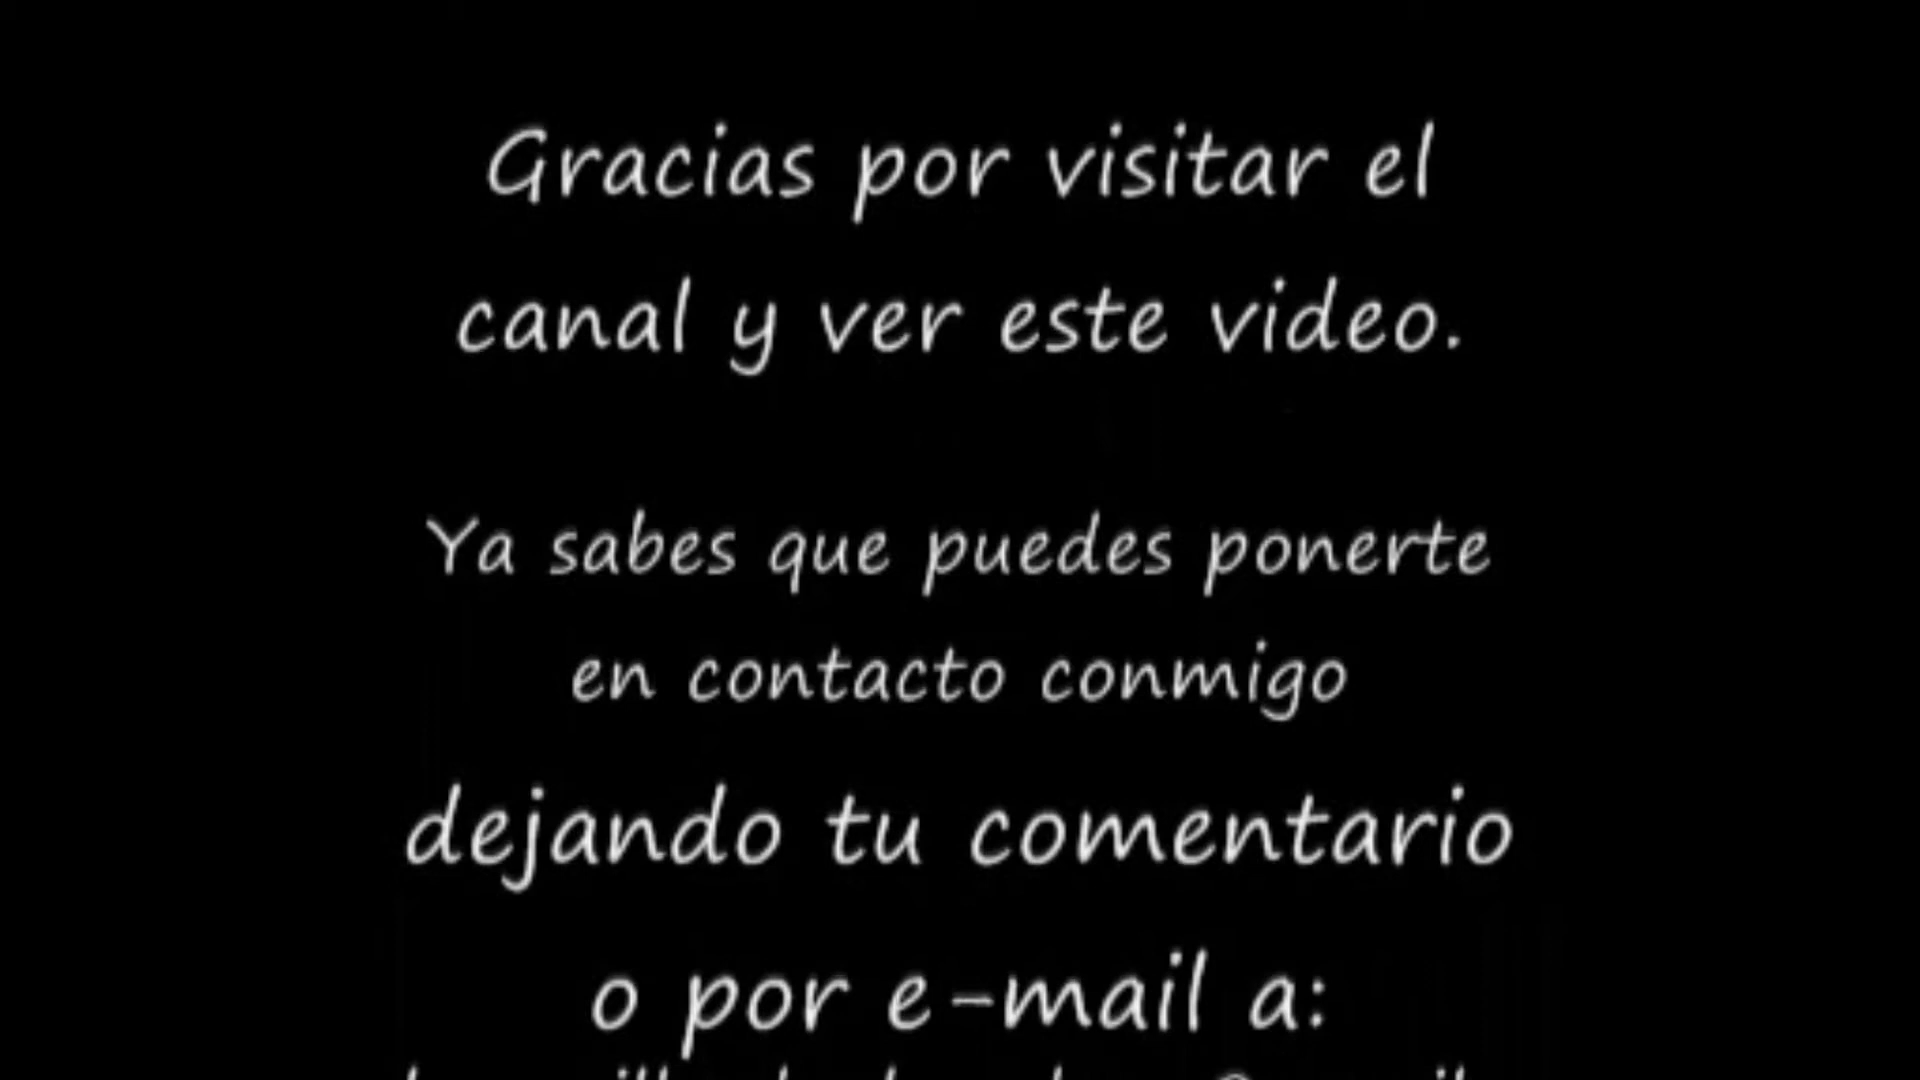 Gracias por visitar el
canal y ver este video.
Ya sabes que puedes ponerte
en contacto conmigo
dejando tu comentario
o por e-mail a: